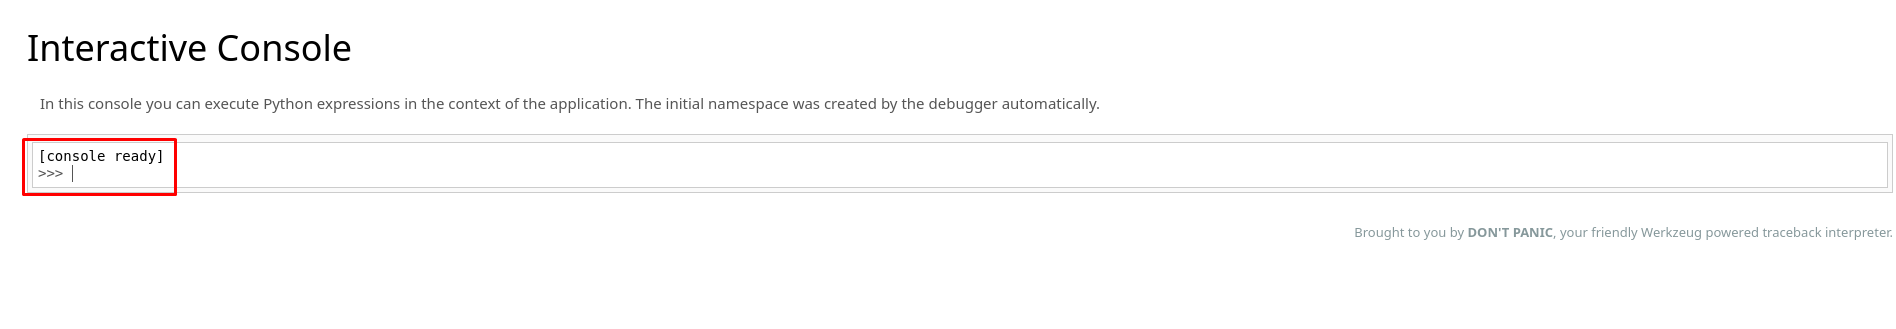 Interactive Console
In this console you can execute Python expressions in the context of the application. The initial namespace was created by the debugger automatically.
[console ready]
>>>
Brought to you by DON'T PANIC, your friendly Werkzeug powered traceback interpreter.